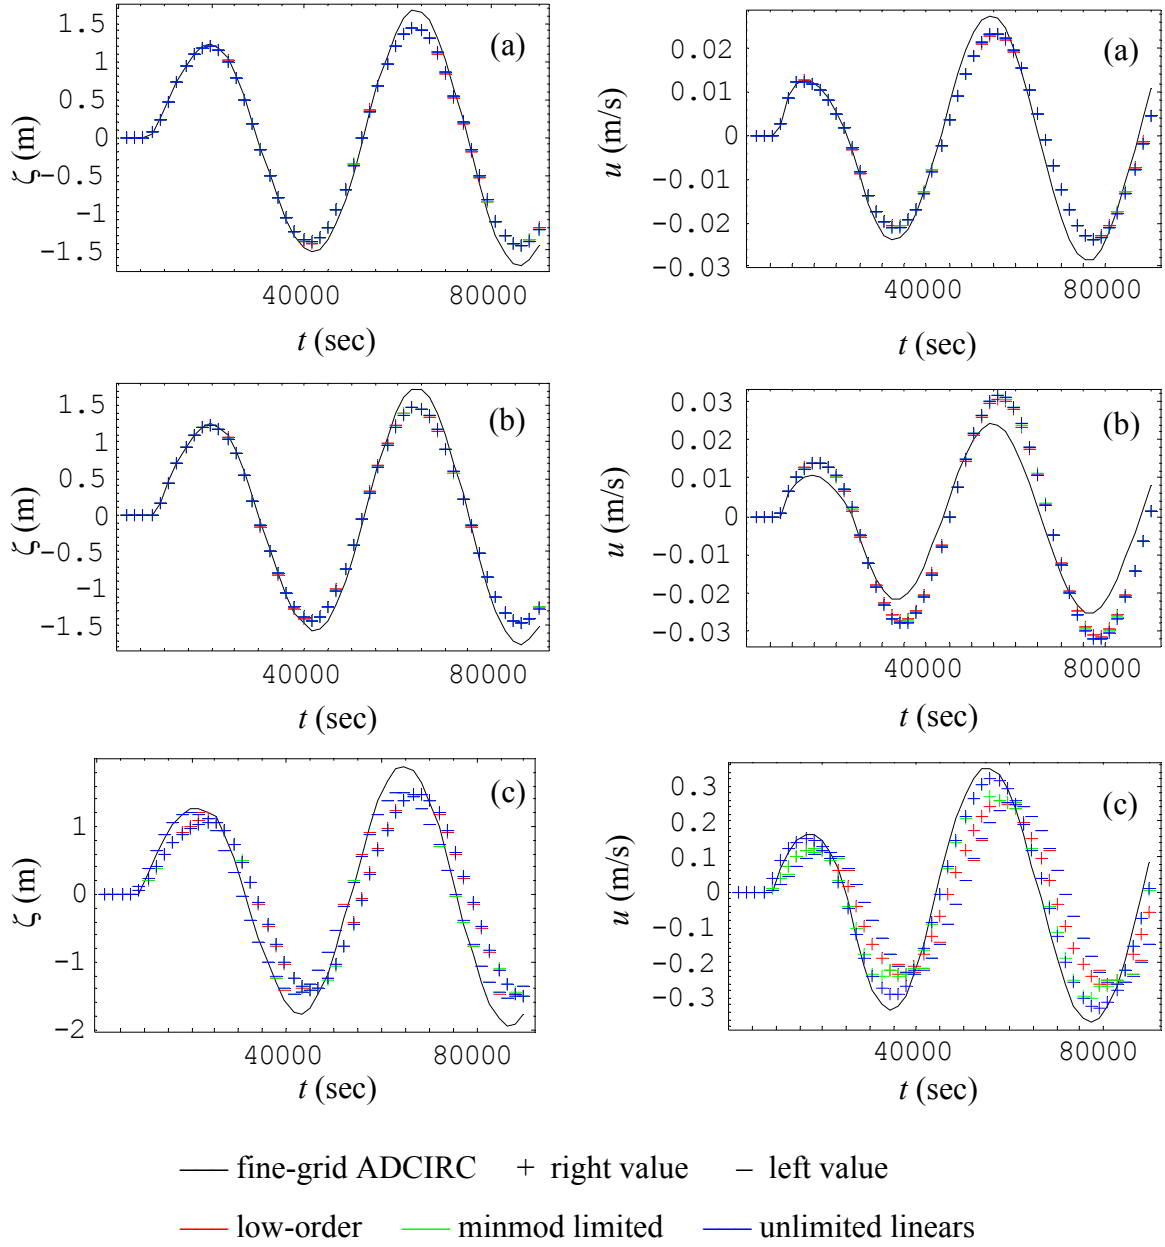 1.5
1
0.5
0
-0.5
-1
-1.5
ζ (m)
(a)
40000 80000
t (sec)
0.02
0.01
0
-0.01
-0.02
-0.03
u (m/s)
(a)
40000 80000
t (sec)
1.5
1
0.5
0
-0.5
-1
-1.5
ζ (m)
(b)
40000 80000
t (sec)
0.03
0.02
0.01
0
-0.01
-0.02
-0.03
u (m/s)
(b)
40000 80000
t (sec)
1
0
-1
-2
ζ (m)
(c)
40000 80000
t (sec)
0.3
0.2
0.1
0
-0.1
-0.2
-0.3
u (m/s)
(c)
40000 80000
t (sec)
— fine-grid ADCIRC + right value – left value
— low-order — minmod limited — unlimited linears